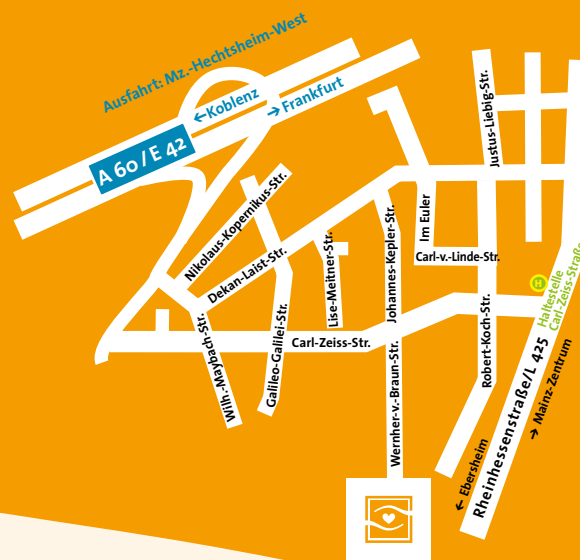 Ausfahrt: Mz.-Hechtsheim-West
←Koblenz
→Frankfurt
A 60 / E 42
Justus-Liebig-Str.
Nikolaus-Kopernikus-Str.
Im Euler
Johannes-Kepler-Str.
Dekan-Laist-Str.
Lise-Meitner-Str.
Carl-v.-Linde-Str.
H
Haltestelle
Carl-Zeiss-Straße
Wilh.-Maybach-Str.
Galileo-Galilei-Str.
Carl-Zeiss-Str.
Robert-Koch-Str.
Wernher-v.-Braun-Str.
Rheinhessenstraße/L 425
→ Mainz-Zentrum
← Ebersheim